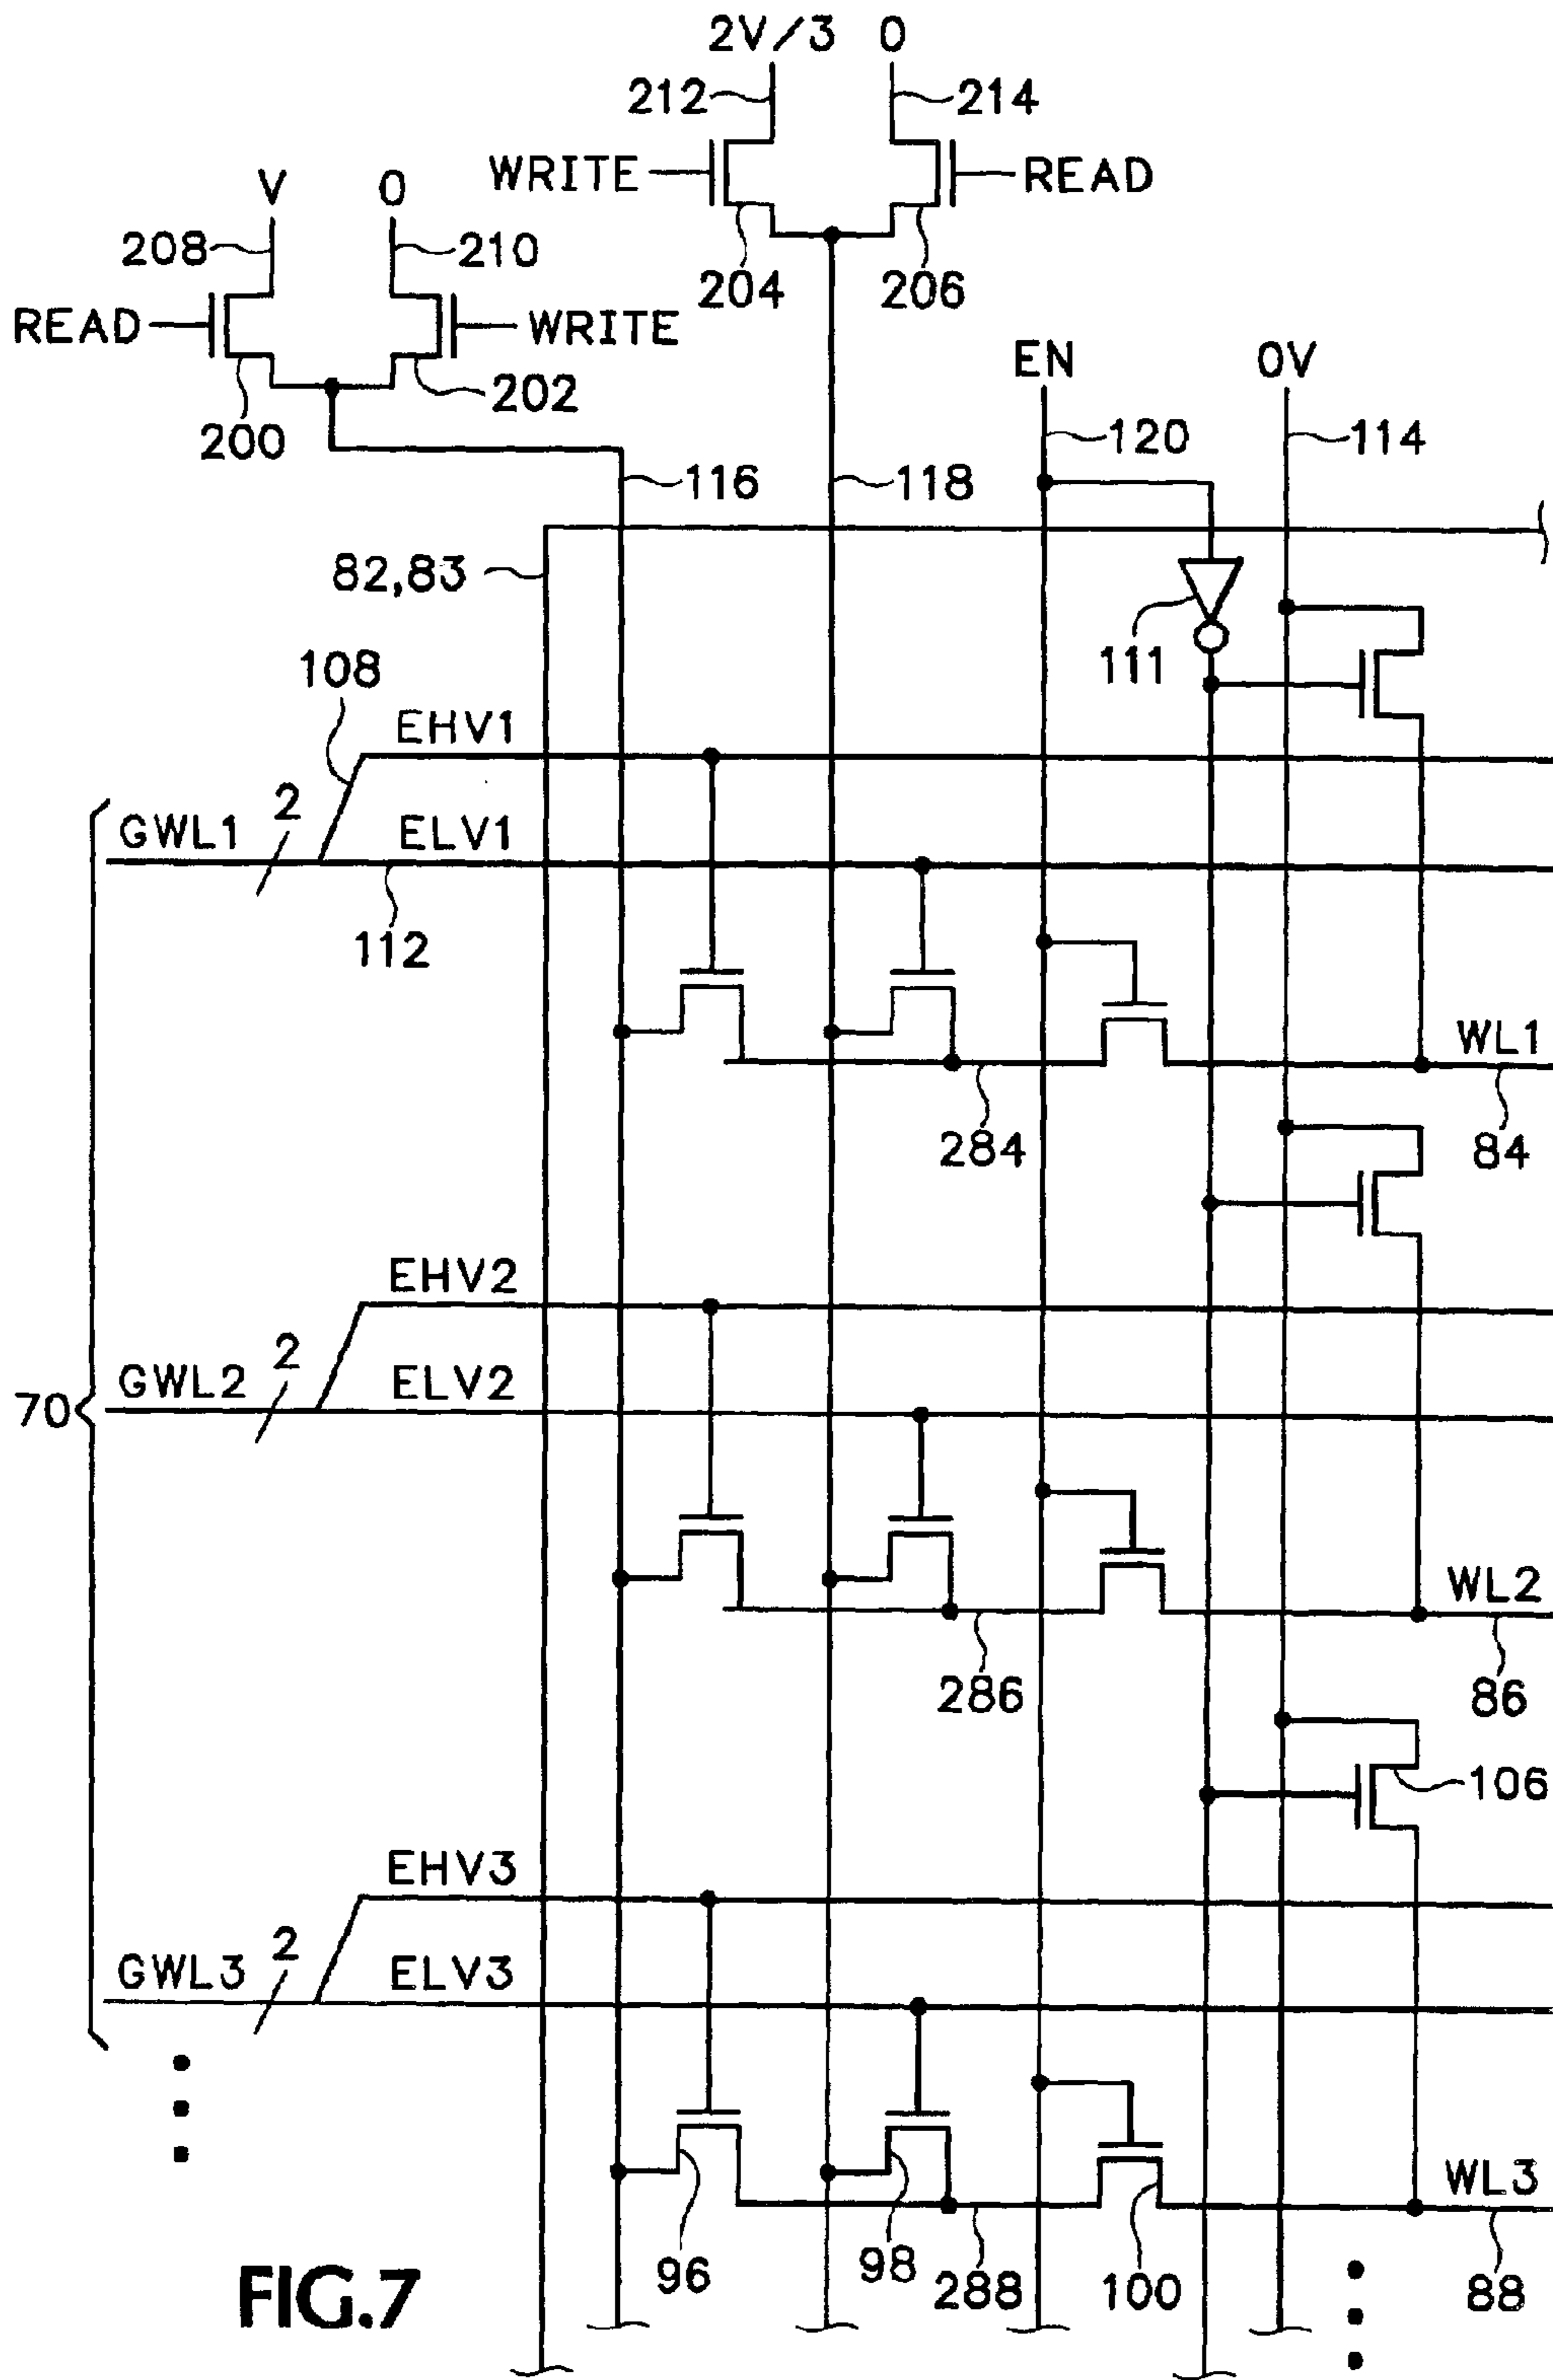 2V/3 0
212 214
WRITE READ
V 0
208 210
204 206
READ WRITE
EN 0V
202
200
120 114
116 118
82,83
111
108
EHV1
2
GWL1 ELV1
112
WL1
284 84
EHV2
2
GWL2 ELV2
70
WL2
286 86
106
EHV3
2
GWL3 ELV3
WL3
96 98 288 100 88
FIG.7